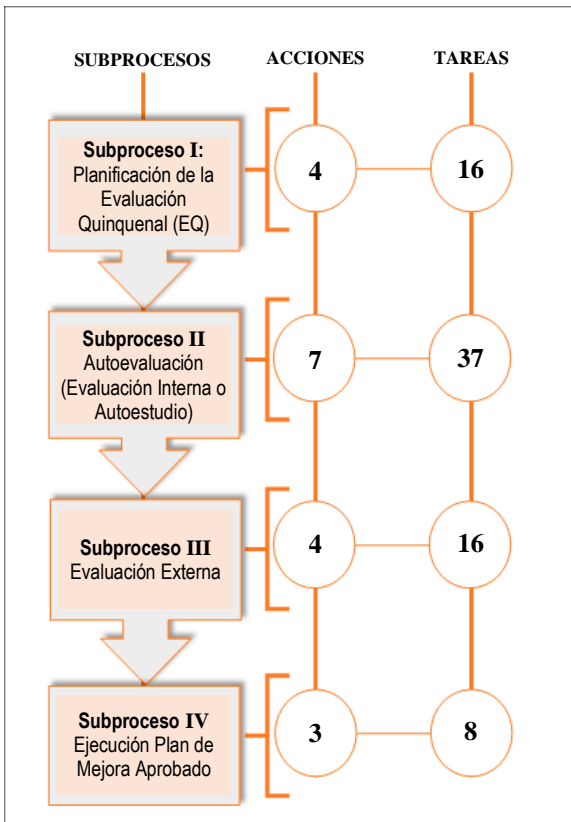 SUBPROCESOS ACCIONES TAREAS
Subproceso I:
Planificación de la
Evaluación
Quinquenal (EQ)
4 16
Subproceso II
Autoevaluación
(Evaluación Interna o
Autoestudio)
7 37
Subproceso III
Evaluación Externa
4 16
Subproceso IV
Ejecución Plan de
Mejora Aprobado
3 8